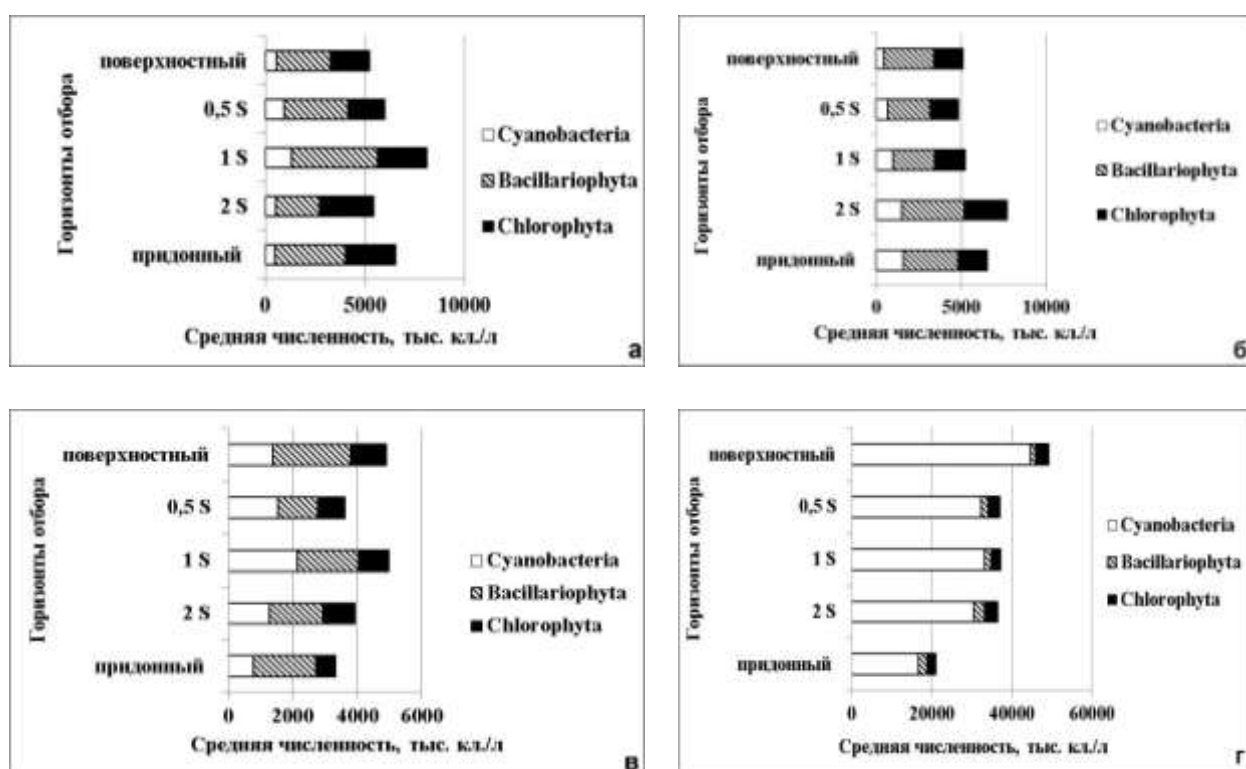 поверхностный
0,5 S
1 S
2 S
придонный
Горизонты отбора
0 5000 10000
Средняя численность, тыс. кл./л
Cyanobacteria
Bacillariophyta
Chlorophyta
а
поверхностный
0,5 S
1 S
2 S
придонный
Горизонты отбора
0 5000 10000
Средняя численность, тыс. кл./л
Cyanobacteria
Bacillariophyta
Chlorophyta
б
поверхностный
0,5 S
1 S
2 S
придонный
Горизонты отбора
0 2000 4000 6000
Средняя численность, тыс. кл./л
Cyanobacteria
Bacillariophyta
Chlorophyta
в
поверхностный
0,5 S
1 S
2 S
придонный
Горизонты отбора
0 20000 40000 60000
Средняя численность, тыс. кл./л
Cyanobacteria
Bacillariophyta
Chlorophyta
г